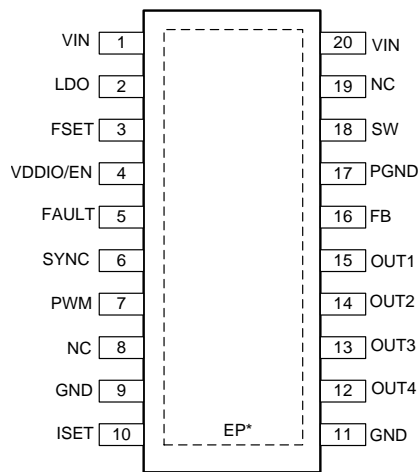 VIN 1 20 VIN
LDO 2 19 NC
FSET 3 18 SW
VDDIO/EN 4 17 PGND
FAULT 5 16 FB
SYNC 6 15 OUT1
PWM 7 14 OUT2
NC 8 13 OUT3
GND 9 12 OUT4
ISET 10 EP* 11 GND